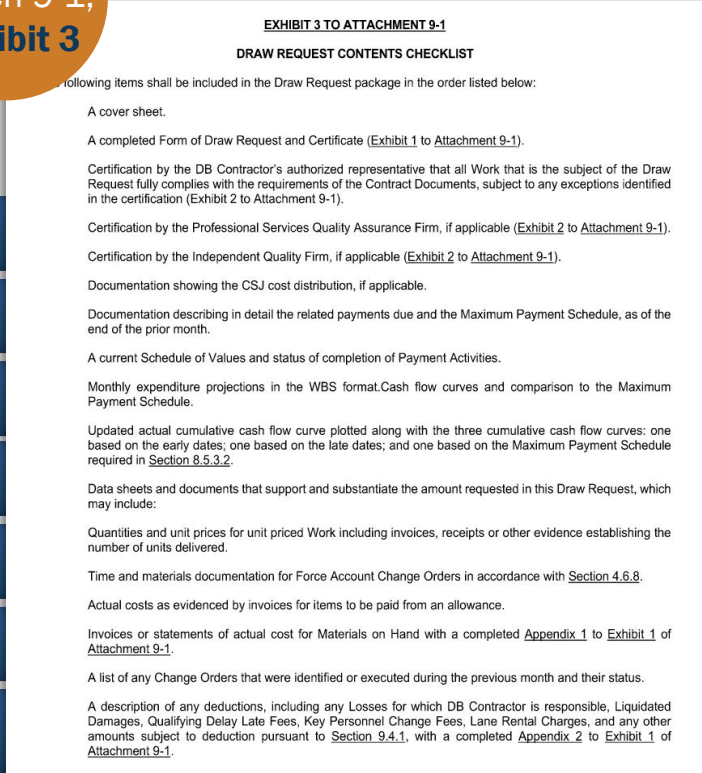 EXHIBIT 3 TO ATTACHMENT 9-1
ibit 3
DRAW REQUEST CONTENTS CHECKLIST
following items shall be included in the Draw Request package in the order listed below:
A cover sheet.
A completed Form of Draw Request and Certificate (Exhibit 1 to Attachment 9-1).
Certification by the DB Contractor's authorized representative that all Work that is the subject of the Draw
Request fully complies with the requirements of the Contract Documents, subject to any exceptions identified
in the certification (Exhibit 2 to Attachment 9-1).
Certification by the Professional Services Quality Assurance Firm, if applicable (Exhibit 2 to Attachment 9-1).
Certification by the Independent Quality Firm, if applicable (Exhibit 2 to Attachment 9-1).
Documentation showing the CSJ cost distribution, if applicable.
Documentation describing in detail the related payments due and the Maximum Payment Schedule, as of the
end of the prior month.
A current Schedule of Values and status of completion of Payment Activities.
Monthly expenditure projections in the WBS format.Cash flow curves and comparison to the Maximum
Payment Schedule.
Updated actual cumulative cash flow curve plotted along with the three cumulative cash flow curves: one
based on the early dates; one based on the late dates; and one based on the Maximum Payment Schedule
required in Section 8.5.3.2.
Data sheets and documents that support and substantiate the amount requested in this Draw Request, which
may include:
Quantities and unit prices for unit priced Work including invoices, receipts or other evidence establishing the
number of units delivered.
Time and materials documentation for Force Account Change Orders in accordance with Section 4.6.8.
Actual costs as evidenced by invoices for items to be paid from an allowance.
Invoices or statements of actual cost for Materials on Hand with a completed Appendix 1 to Exhibit 1 of
Attachment 9-1.
A list of any Change Orders that were identified or executed during the previous month and their status.
A description of any deductions, including any Losses for which DB Contractor is responsible, Liquidated
Damages, Qualifying Delay Late Fees, Key Personnel Change Fees, Lane Rental Charges, and any other
amounts subject to deduction pursuant to Section 9.4.1, with a completed Appendix 2 to Exhibit 1 of
Attachment 9-1.